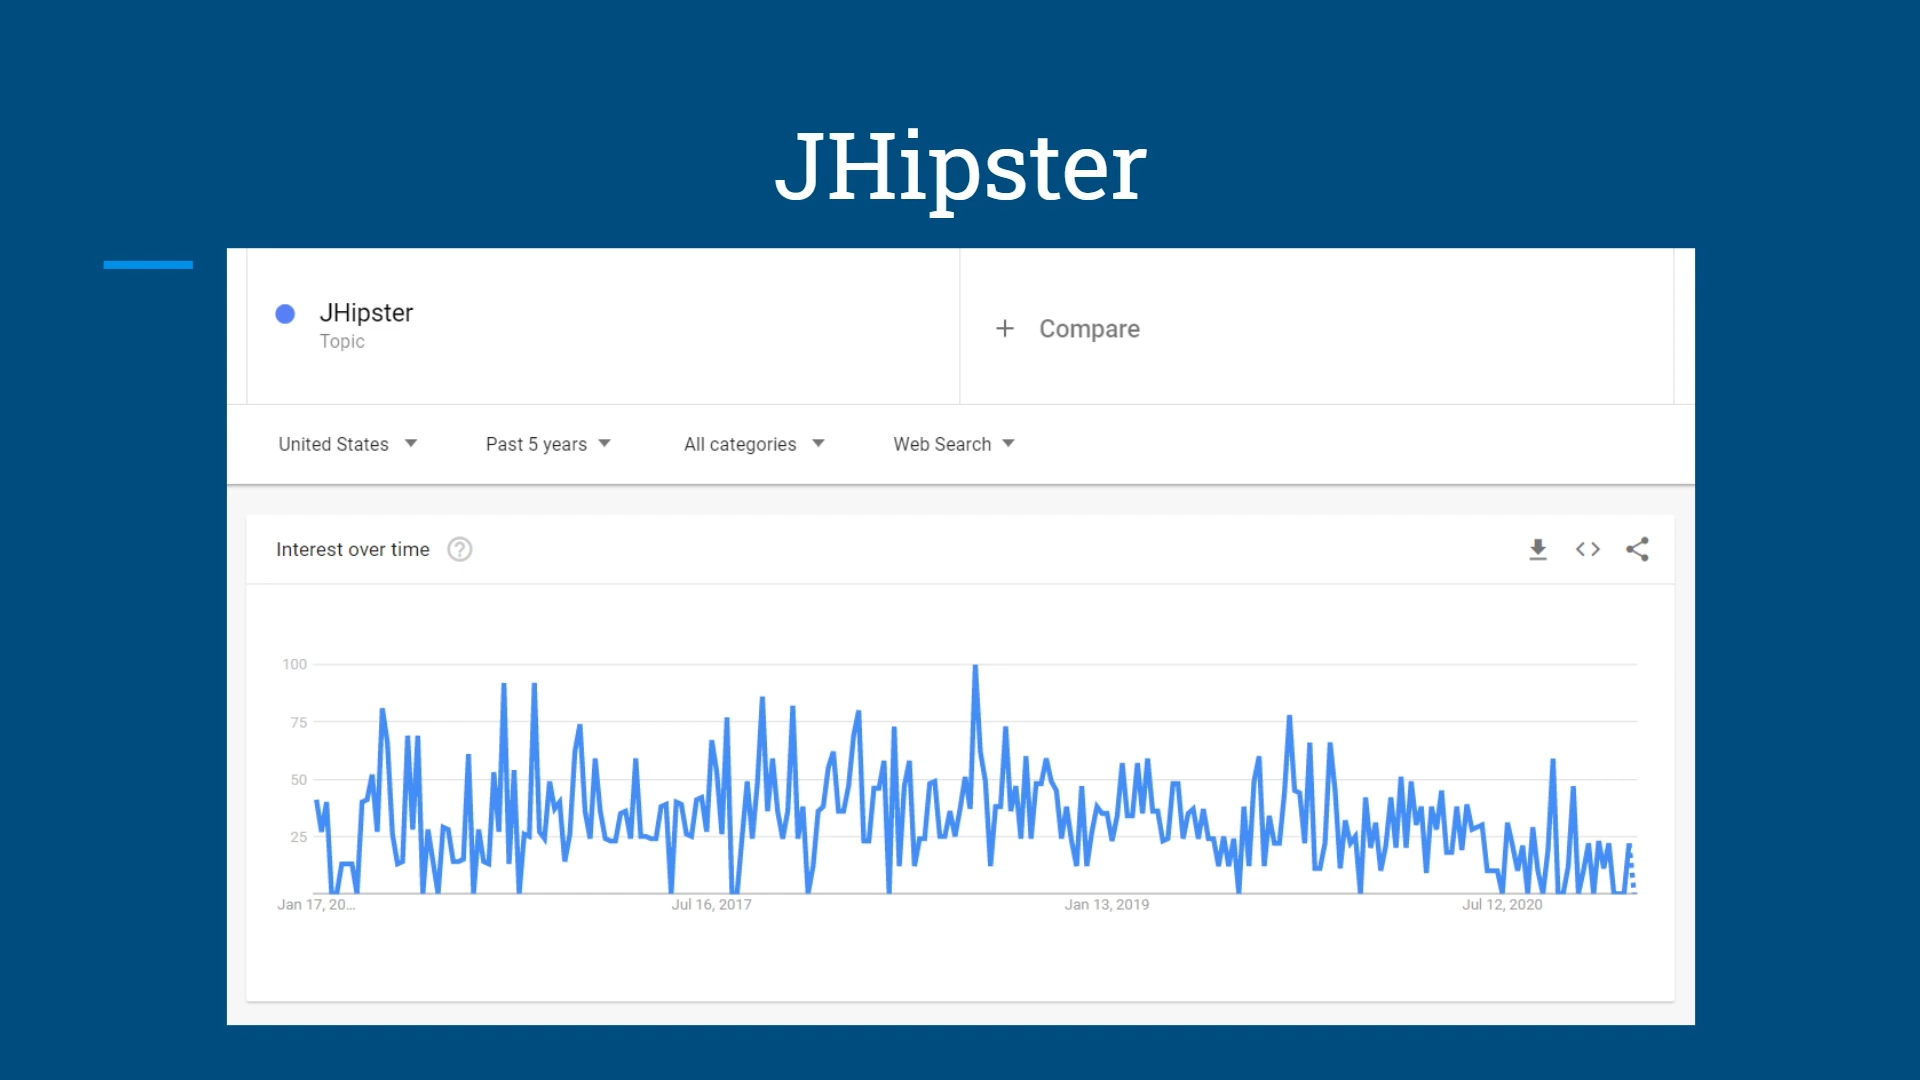 JHipster
JHipster
Topic
+ Compare
United States
Past 5 years
All categories
Web Search
Interest over time ?
100
75
50
25
Jan 17, 20...
Jul 16, 2017
Jan 13, 2019
Jul 12, 2020